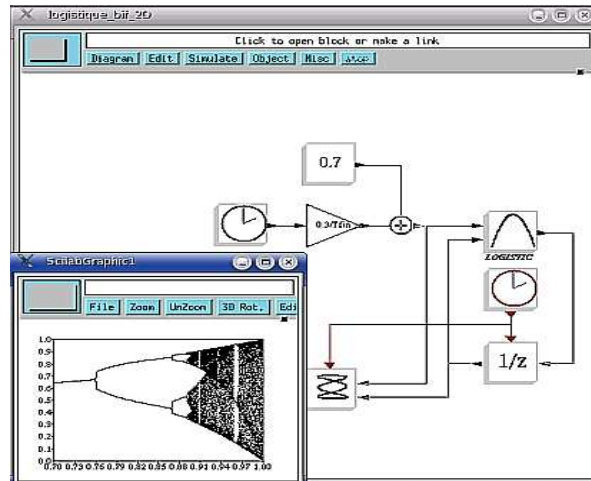 logistique_bif_2D
Click to open block or make a link
Diagram Edit Simulate Object Misc
0.7
0.3/Tfin
LOGISTIC
1/z
ScilabGraphic1
File Zoom UnZoom 3D Rot. Edi
1.0
0.9
0.8
0.7
0.6
0.5
0.4
0.3
0.2
0.1
0.0
0.70 0.73 0.76 0.79 0.82 0.85 0.88 0.91 0.94 0.97 1.00